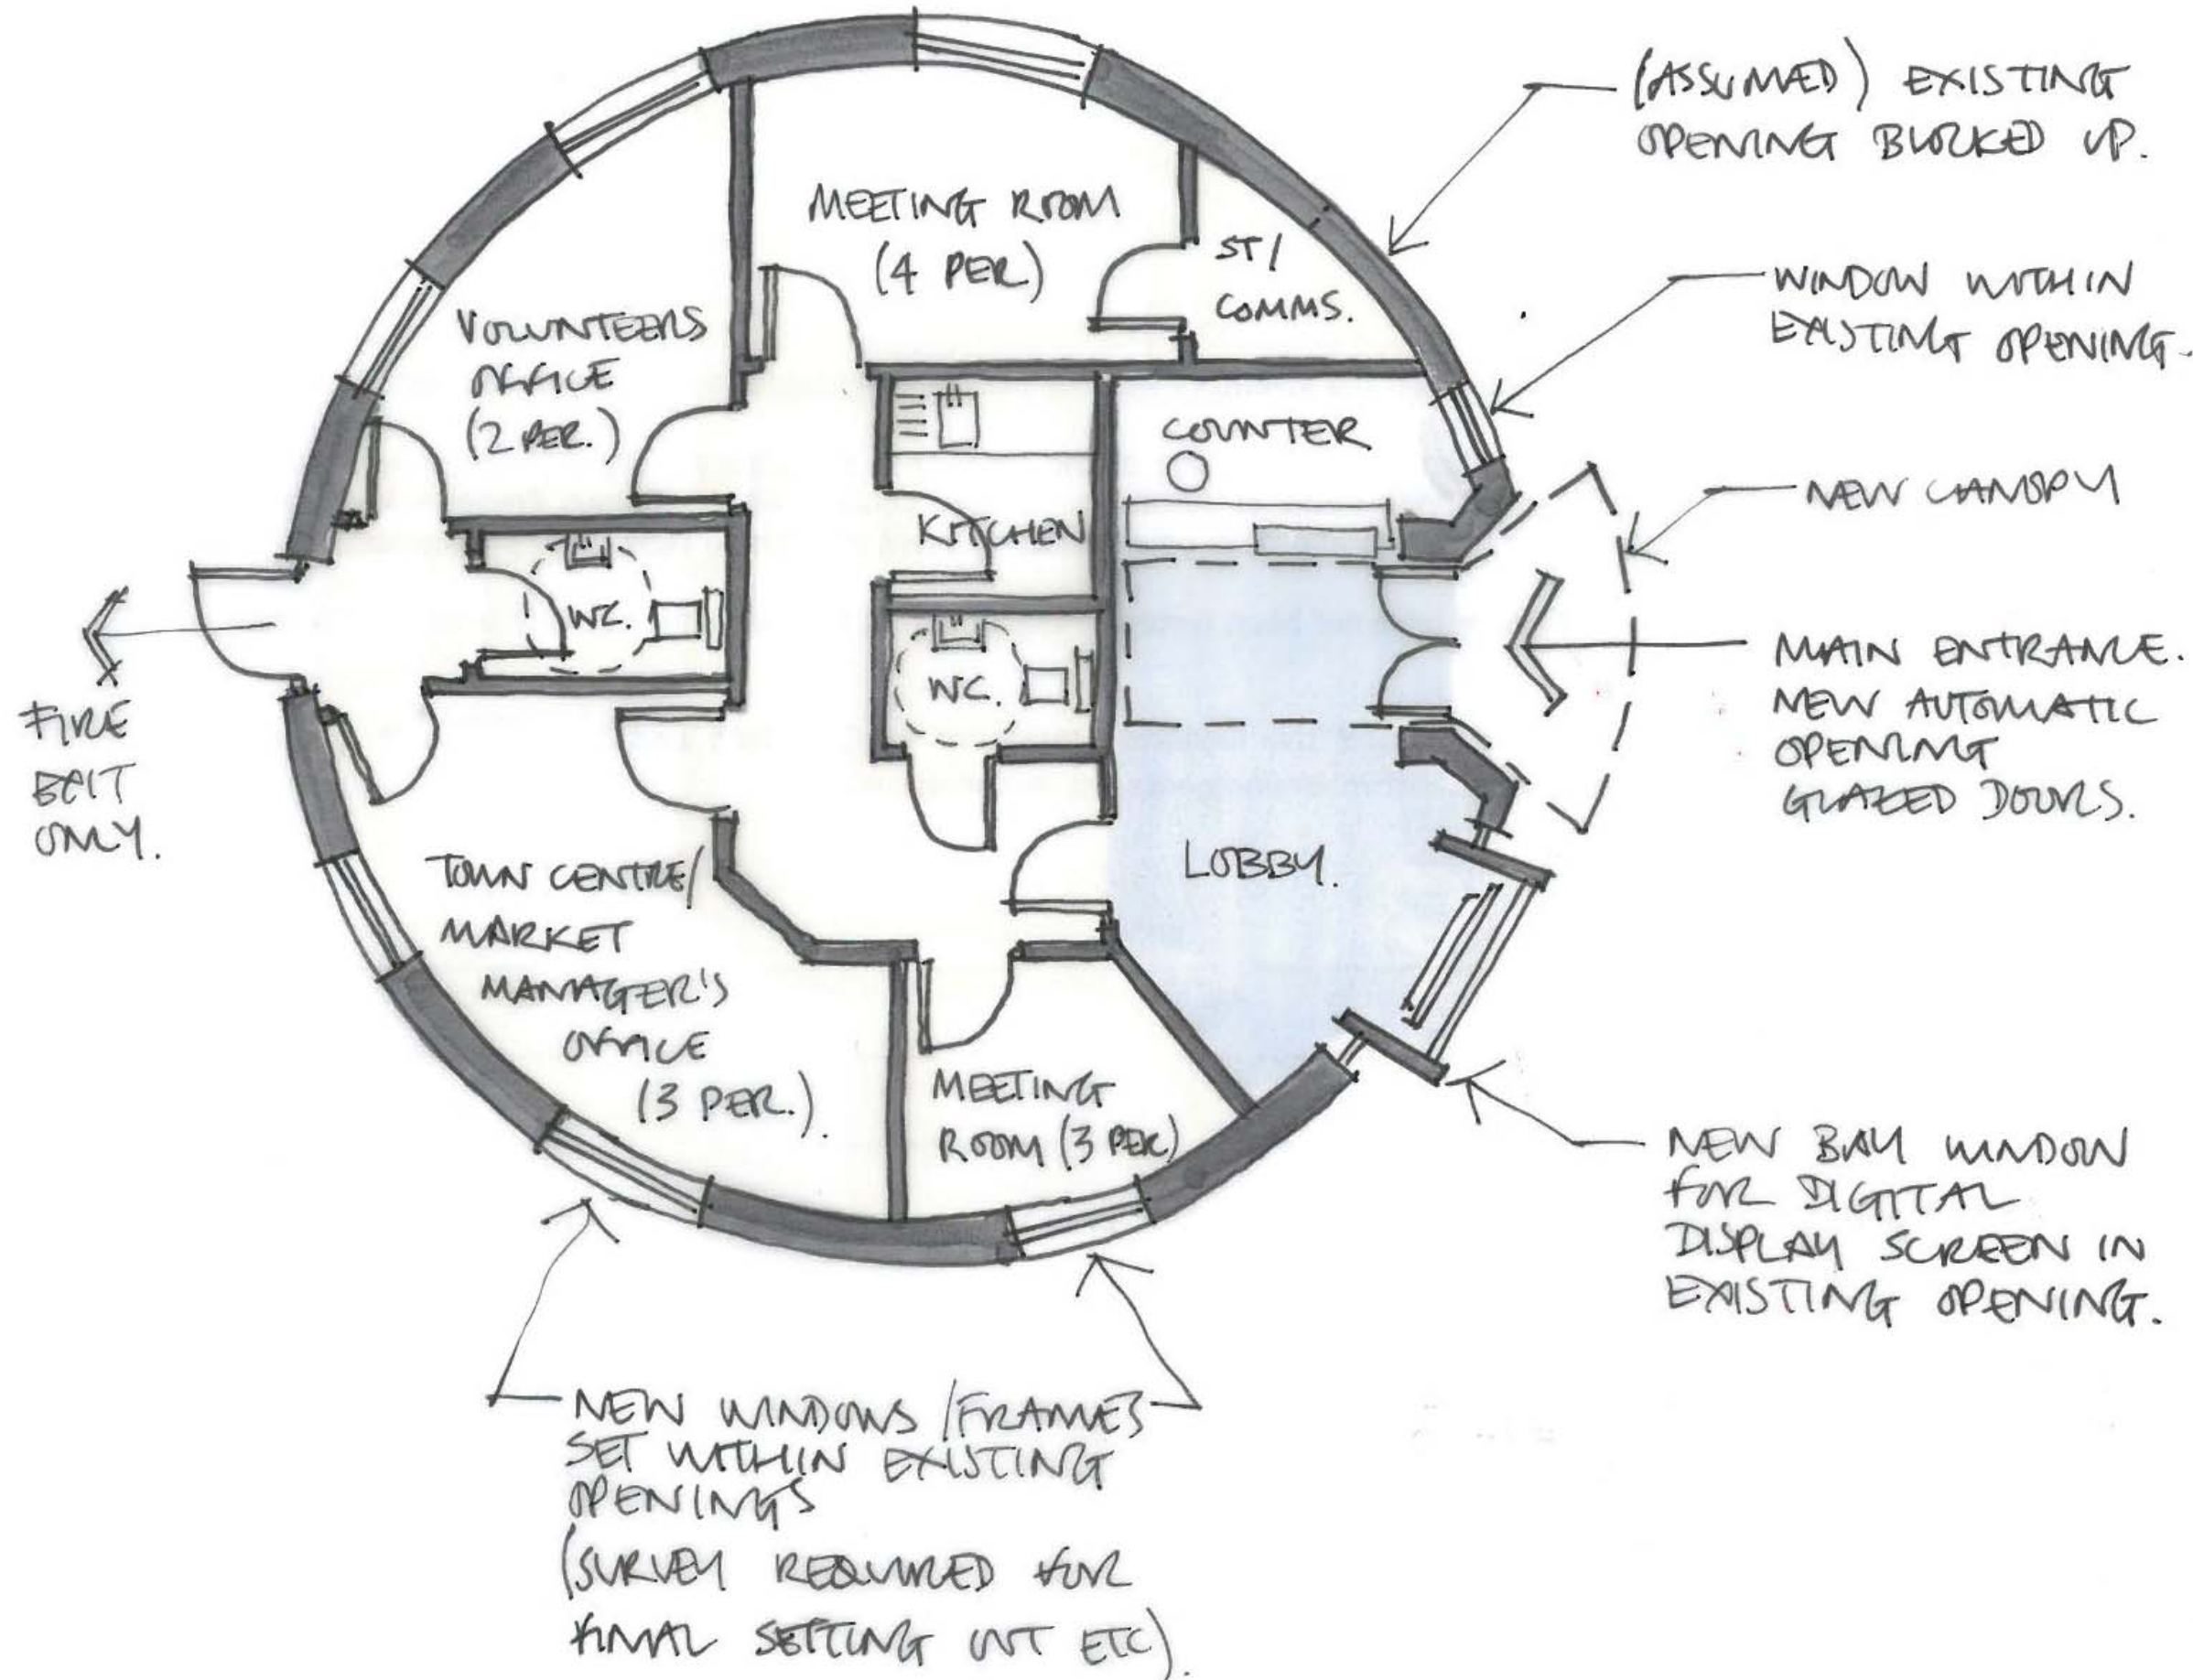 (ASSUMED) EXISTING
OPENING BLOCKED UP.
MEETING ROOM
(4 PER.)
ST/
COMMS.
WINDOW WITHIN
EXISTING OPENING.
VOLUNTEERS
OFFICE
(2 PER.)
COUNTER
NEW CANOPY
KITCHEN
WC.
WC.
MAIN ENTRANCE.
NEW AUTOMATIC
OPENING
GLAZED DOORS.
FIRE
EXIT
ONLY.
TOWN CENTRE/
MARKET
MANAGER'S
OFFICE
(3 PER.).
LOBBY.
MEETING
ROOM (3 PER)
NEW BAY WINDOW
FOR DIGITAL
DISPLAY SCREEN IN
EXISTING OPENING.
NEW WINDOWS / FRAMES
SET WITHIN EXISTING
OPENINGS
(SURVEY REQUIRED FOR
FINAL SETTING OUT ETC).